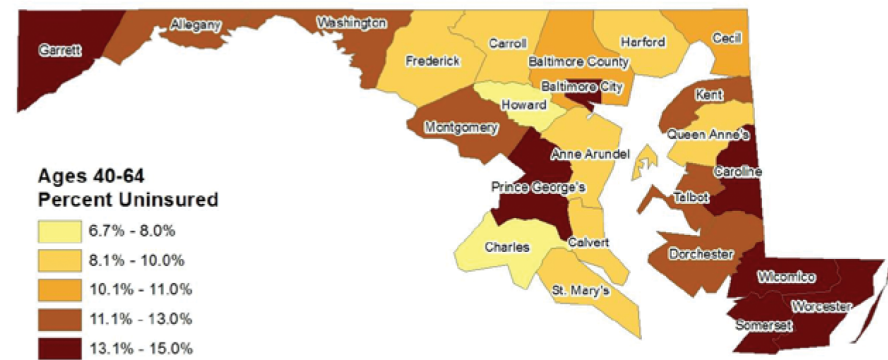 Garrett
Allegany
Washington
Frederick
Carroll
Baltimore County
Harford
Cecil
Baltimore City
Howard
Kent
Montgomery
Queen Anne's
Anne Arundel
Caroline
Prince George's
Talbot
Charles
Calvert
Dorchester
St. Mary's
Wicomico
Worcester
Somerset
Ages 40-64
Percent Uninsured
6.7% - 8.0%
8.1% - 10.0%
10.1% - 11.0%
11.1% - 13.0%
13.1% - 15.0%